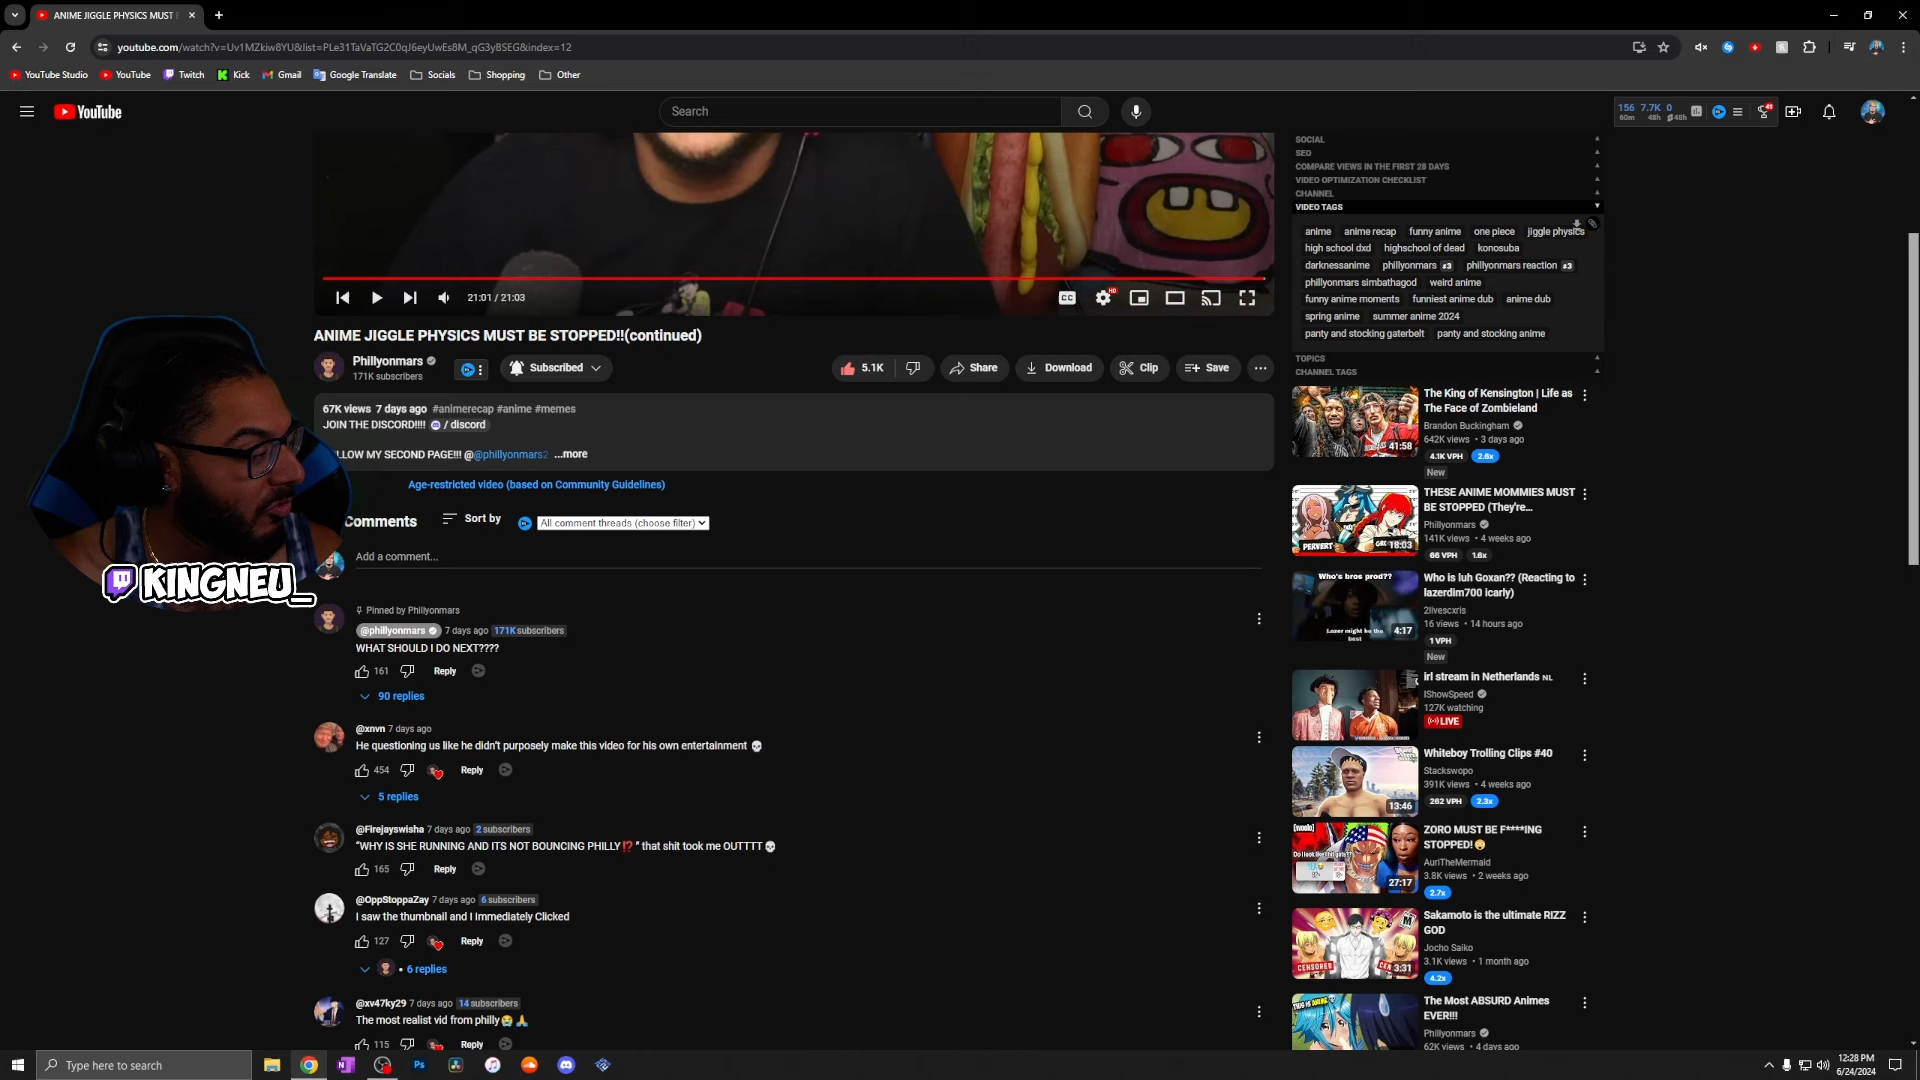 ANIME JIGGLE PHYSICS MUST
youtube.com/watch?v=Uv1MZkiw8YU&list=PLe31TaVaTG2C0qJ6eyUwEs8M_qG3yBSEG&index=12
YouTube Studio YouTube Twitch Kick Gmail Google Translate Socials Shopping Other
YouTube
Search
156 7.7K 0
60m 48h 48h
SOCIAL
SEO
COMPARE VIEWS IN THE FIRST 28 DAYS
VIDEO OPTIMIZATION CHECKLIST
CHANNEL
VIDEO TAGS
anime anime recap funny anime one piece jiggle physics
high school dxd highschool of dead konosuba
darknessanime phillyonmars #3 phillyonmars reaction #3
phillyonmars simbathagod weird anime
funny anime moments funniest anime dub anime dub
spring anime summer anime 2024
panty and stocking gaterbelt panty and stocking anime
TOPICS
CHANNEL TAGS
21:01 / 21:03
CC
HD
ANIME JIGGLE PHYSICS MUST BE STOPPED!!(continued)
Phillyonmars
171K subscribers
Subscribed
5.1K
Share
Download
Clip
Save
67K views 7 days ago #animerecap #anime #memes
JOIN THE DISCORD!!!! / discord
LLOW MY SECOND PAGE!!! @@phillyonmars2 ...more
Age-restricted video (based on Community Guidelines)
Comments
Sort by
All comment threads (choose filter)
Add a comment...
KINGNEU_
Pinned by Phillyonmars
@phillyonmars 7 days ago 171K subscribers
WHAT SHOULD I DO NEXT????
161 Reply
90 replies
@xnvn 7 days ago
He questioning us like he didn't purposely make this video for his own entertainment 💀
454 Reply
5 replies
@Firejayswisha 7 days ago 2 subscribers
"WHY IS SHE RUNNING AND ITS NOT BOUNCING PHILLY⁉️" that shit took me OUTTTT💀
165 Reply
@OppStoppaZay 7 days ago 6 subscribers
I saw the thumbnail and I Immediately Clicked
127 Reply
• 6 replies
@xv47ky29 7 days ago 14 subscribers
The most realist vid from philly😭🙏
115 Reply
41:58
The King of Kensington | Life as
The Face of Zombieland
Brandon Buckingham
642K views • 3 days ago
4.1K VPH 2.6x
New
PERVERT
18:03
THESE ANIME MOMMIES MUST
BE STOPPED (They're...
Phillyonmars
141K views • 4 weeks ago
66 VPH 1.6x
Who's bros prod??
Lazer might be the
best
4:17
Who is luh Goxan?? (Reacting to
lazerdim700 icarly)
2livescxris
16 views • 14 hours ago
1 VPH
New
irl stream in Netherlands NL
IShowSpeed
127K watching
LIVE
13:46
Whiteboy Trolling Clips #40
Stackswopo
391K views • 4 weeks ago
262 VPH 2.3x
27:17
ZORO MUST BE F****ING
STOPPED!😳
AuriTheMermaid
3.8K views • 2 weeks ago
2.7x
CENSORED
3:31
Sakamoto is the ultimate RIZZ
GOD
Jocho Saiko
3.1K views • 1 month ago
4.2x
The Most ABSURD Animes
EVER!!!
Phillyonmars
62K views • 4 days ago
Type here to search
12:28 PM
6/24/2024